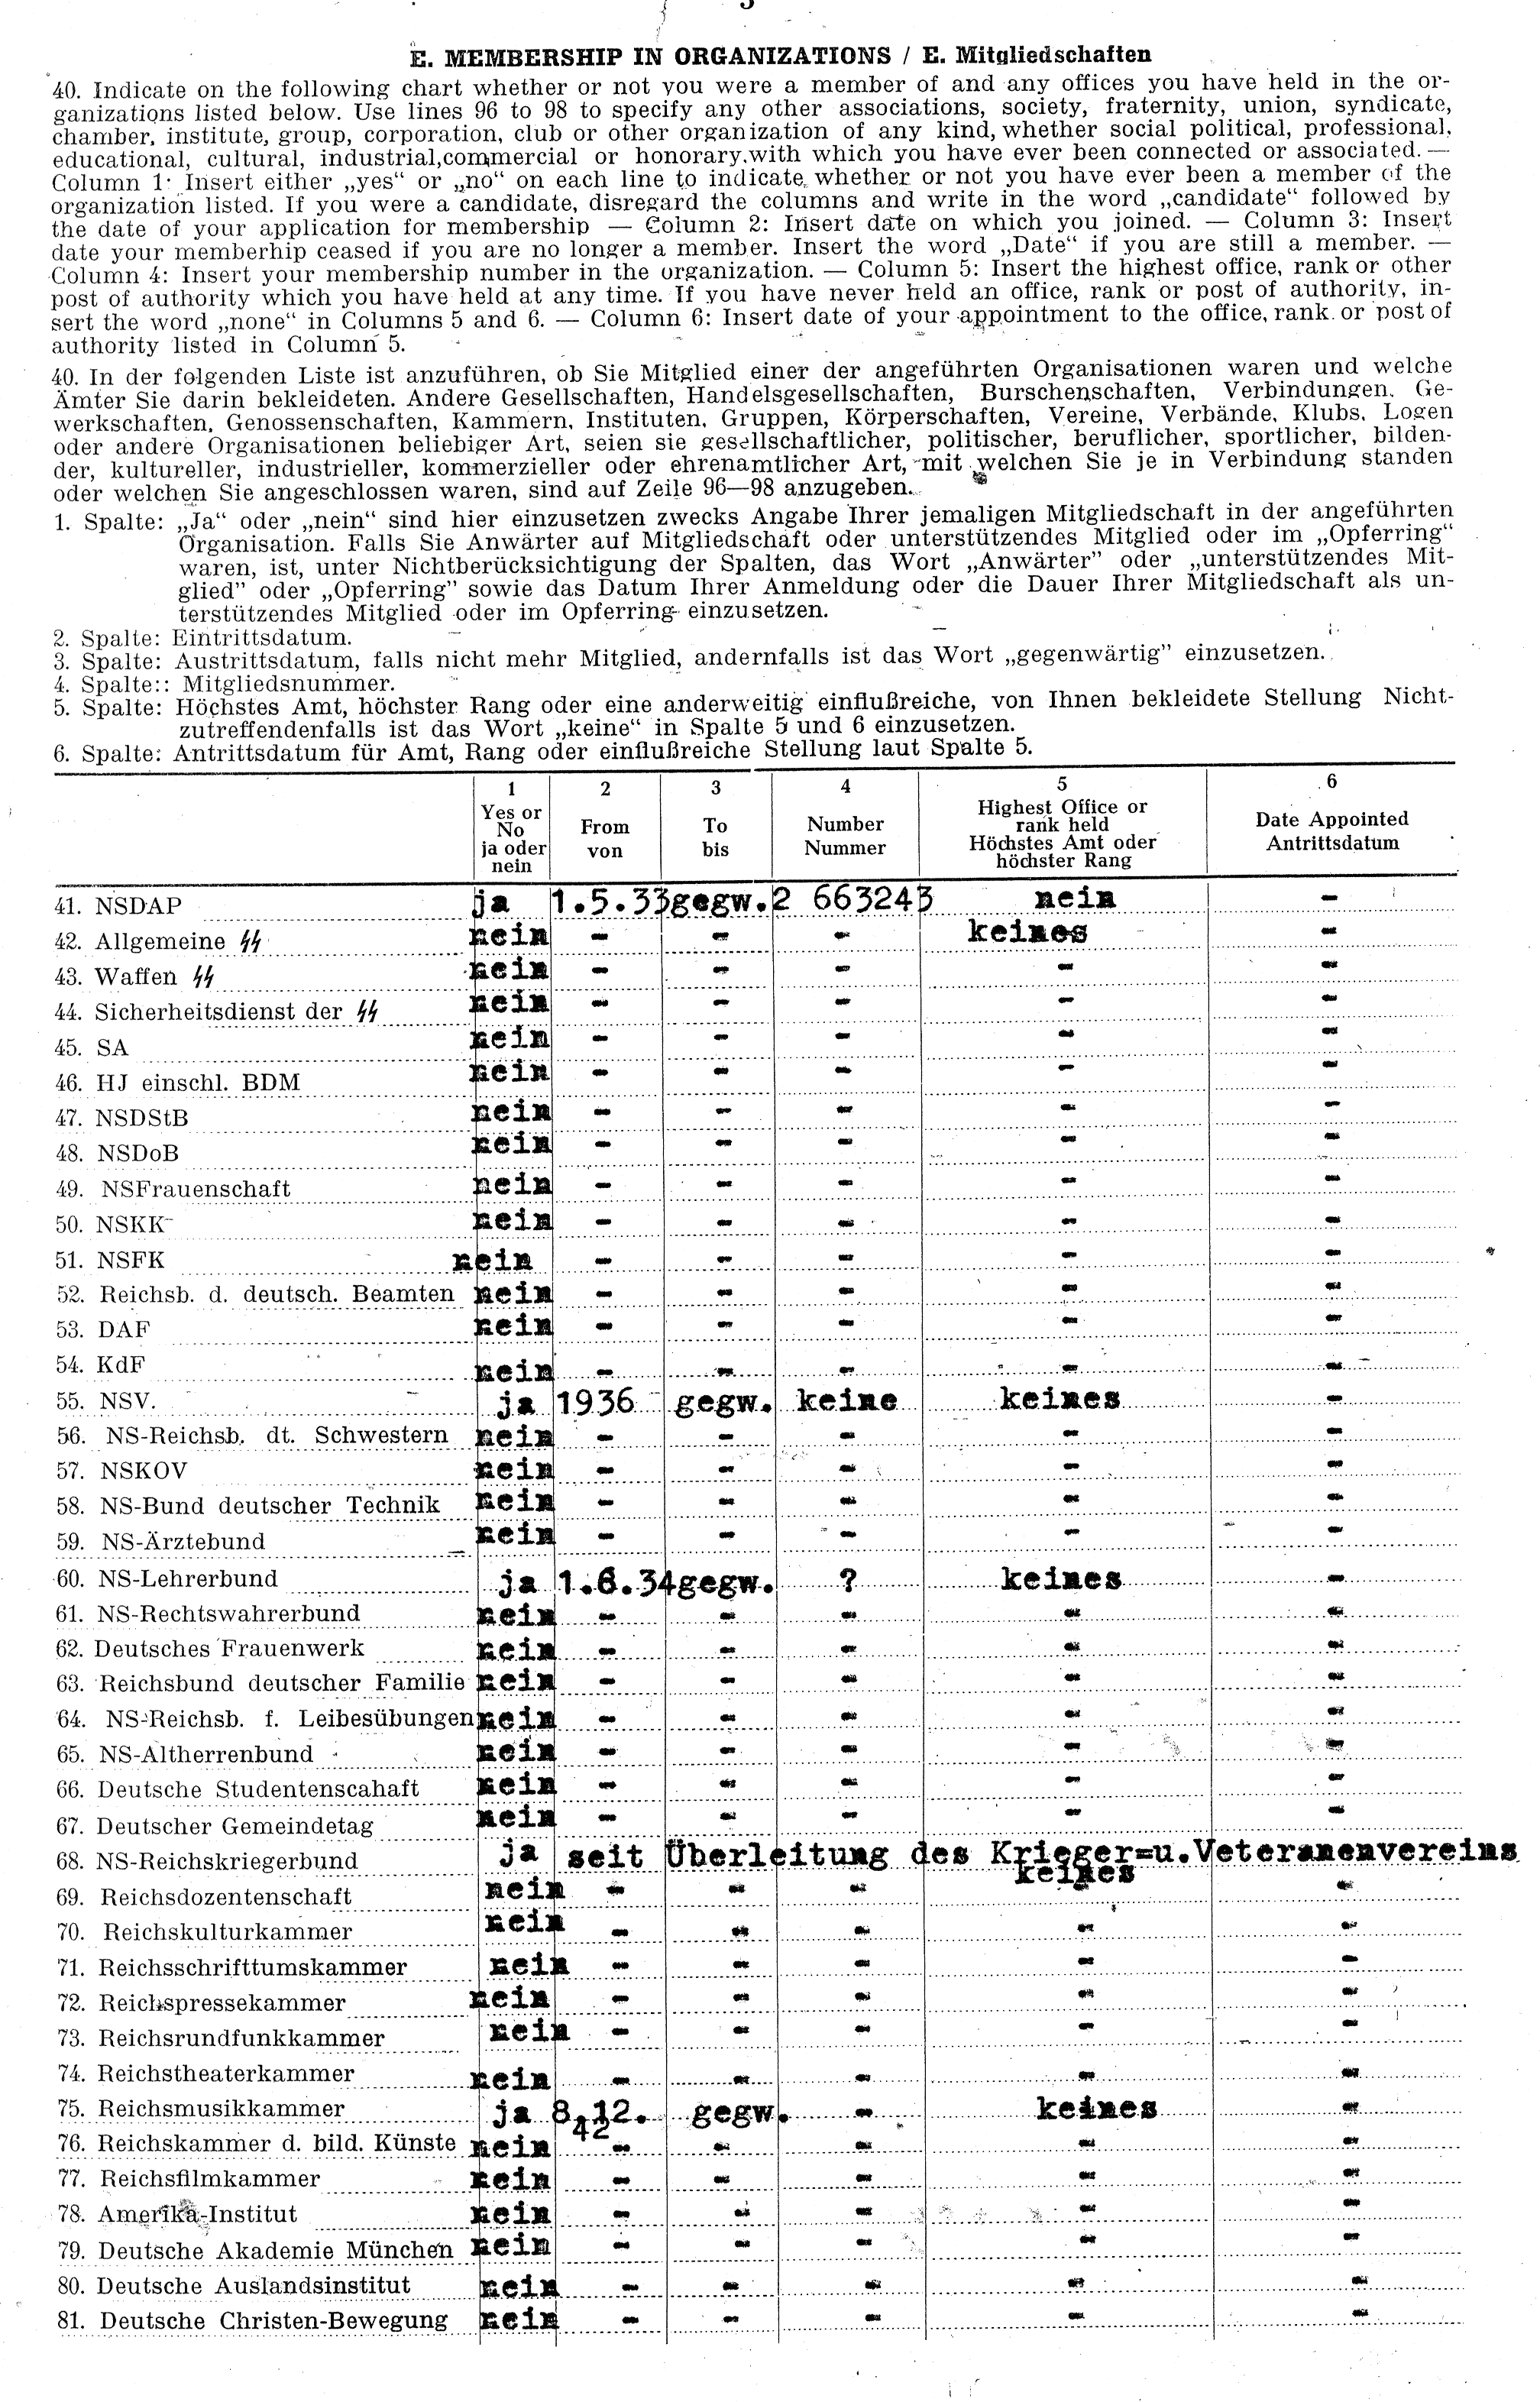 E. MEMBERSHIP IN ORGANIZATIONS / E. Mitgliedschaften
40. Indicate on the following chart whether or not you were a member of and any offices you have held in the or-
ganizations listed below. Use lines 96 to 98 to specify any other associations, society, fraternity, union, syndicate,
chamber, institute, group, corporation, club or other organization of any kind, whether social political, professional,
educational, cultural, industrial, commercial or honorary, with which you have ever been connected or associated. —
Column 1: Insert either „yes“ or „no“ on each line to indicate whether or not you have ever been a member of the
organization listed. If you were a candidate, disregard the columns and write in the word „candidate“ followed by
the date of your application for membership — Column 2: Insert date on which you joined. — Column 3: Insert
date your memberhip ceased if you are no longer a member. Insert the word „Date“ if you are still a member. —
Column 4: Insert your membership number in the organization. — Column 5: Insert the highest office, rank or other
post of authority which you have held at any time. If you have never held an office, rank or post of authority, in-
sert the word „none“ in Columns 5 and 6. — Column 6: Insert date of your appointment to the office, rank or post of
authority listed in Column 5.
40. In der folgenden Liste ist anzuführen, ob Sie Mitglied einer der angeführten Organisationen waren und welche
Ämter Sie darin bekleideten. Andere Gesellschaften, Handelsgesellschaften, Burschenschaften, Verbindungen, Ge-
werkschaften, Genossenschaften, Kammern, Instituten, Gruppen, Körperschaften, Vereine, Verbände, Klubs, Logen
oder andere Organisationen beliebiger Art, seien sie gesellschaftlicher, politischer, beruflicher, sportlicher, bilden-
der, kultureller, industrieller, kommerzieller oder ehrenamtlicher Art, mit welchen Sie je in Verbindung standen
oder welchen Sie angeschlossen waren, sind auf Zeile 96—98 anzugeben.
1. Spalte: „Ja“ oder „nein“ sind hier einzusetzen zwecks Angabe Ihrer jemaligen Mitgliedschaft in der angeführten
Organisation. Falls Sie Anwärter auf Mitgliedschaft oder unterstützendes Mitglied oder im „Opferring“
waren, ist, unter Nichtberücksichtigung der Spalten, das Wort „Anwärter” oder „unterstützendes Mit-
glied” oder „Opferring” sowie das Datum Ihrer Anmeldung oder die Dauer Ihrer Mitgliedschaft als un-
terstützendes Mitglied oder im Opferring einzusetzen.
2. Spalte: Eintrittsdatum.
3. Spalte: Austrittsdatum, falls nicht mehr Mitglied, andernfalls ist das Wort „gegenwärtig” einzusetzen.
4. Spalte:: Mitgliedsnummer.
5. Spalte: Höchstes Amt, höchster Rang oder eine anderweitig einflußreiche, von Ihnen bekleidete Stellung Nicht-
zutreffendenfalls ist das Wort „keine“ in Spalte 5 und 6 einzusetzen.
6. Spalte: Antrittsdatum für Amt, Rang oder einflußreiche Stellung laut Spalte 5.
1 2 3 4 5 6
Yes or No ja oder nein From von To bis Number Nummer Highest Office or rank held Höchstes Amt oder höchster Rang Date Appointed Antrittsdatum
41. NSDAP ja 1.5.33 gegw. 2 663243 nein -
42. Allgemeine ᛋᛋ nein - - - keines -
43. Waffen ᛋᛋ nein - - - - -
44. Sicherheitsdienst der ᛋᛋ nein - - - - -
45. SA nein - - - - -
46. HJ einschl. BDM nein - - - - -
47. NSDStB nein - - - - -
48. NSDoB nein - - - - -
49. NSFrauenschaft nein - - - - -
50. NSKK nein - - - - -
51. NSFK nein - - - - -
52. Reichsb. d. deutsch. Beamten nein - - - - -
53. DAF nein - - - - -
54. KdF nein - - - - -
55. NSV. ja 1936 gegw. keine keines -
56. NS-Reichsb. dt. Schwestern nein - - - - -
57. NSKOV nein - - - - -
58. NS-Bund deutscher Technik nein - - - - -
59. NS-Ärztebund nein - - - - -
60. NS-Lehrerbund ja 1.6.34 gegw. ? keines -
61. NS-Rechtswahrerbund nein - - - - -
62. Deutsches Frauenwerk nein - - - - -
63. Reichsbund deutscher Familie nein - - - - -
64. NS-Reichsb. f. Leibesübungen nein - - - - -
65. NS-Altherrenbund nein - - - - -
66. Deutsche Studentenscahaft nein - - - - -
67. Deutscher Gemeindetag nein - - - - -
68. NS-Reichskriegerbund ja seit Überleitung des Krieger=u.Veteranenvereins
keines
69. Reichsdozentenschaft nein - - - - -
70. Reichskulturkammer nein - - - - -
71. Reichsschrifttumskammer nein - - - - -
72. Reichspressekammer nein - - - - -
73. Reichsrundfunkkammer nein - - - - -
74. Reichstheaterkammer nein - - - - -
75. Reichsmusikkammer ja 8.12. gegw. - keines -
42
76. Reichskammer d. bild. Künste nein - - - - -
77. Reichsfilmkammer nein - - - - -
78. Amerika-Institut nein - - - - -
79. Deutsche Akademie München nein - - - - -
80. Deutsche Auslandsinstitut nein - - - - -
81. Deutsche Christen-Bewegung nein - - - - -